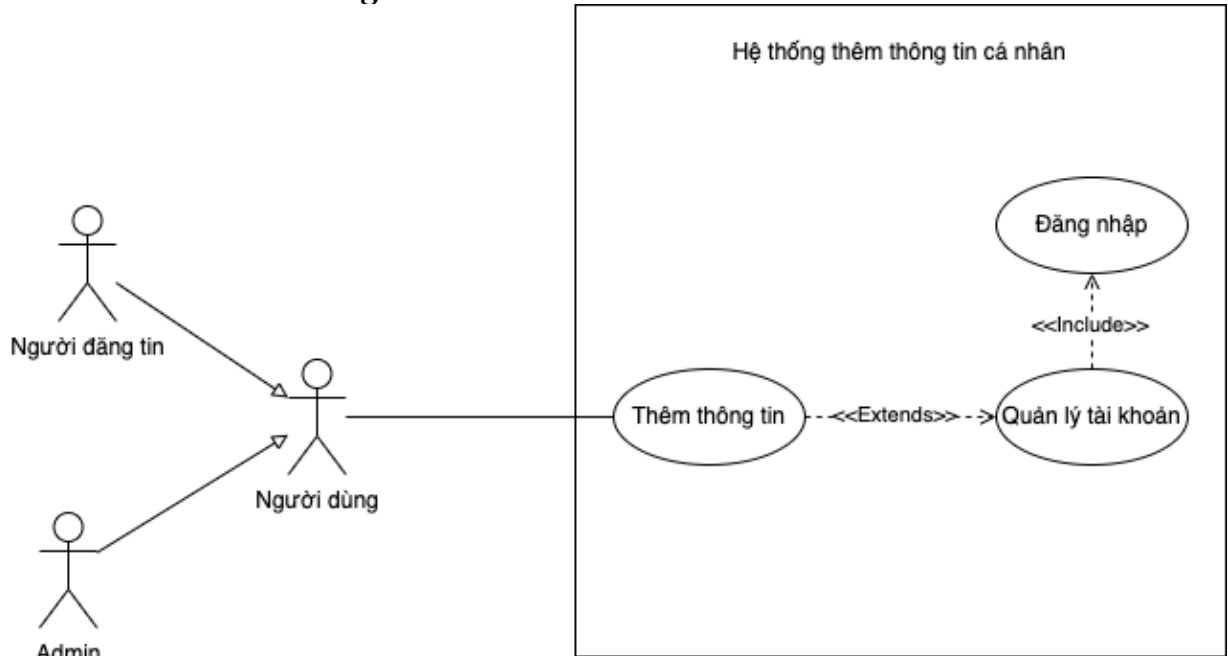 Hệ thống thêm thông tin cá nhân
Đăng nhập
<<Include>>
Người đăng tin
Thêm thông tin
<<Extends>>
Quản lý tài khoản
Người dùng
Admin